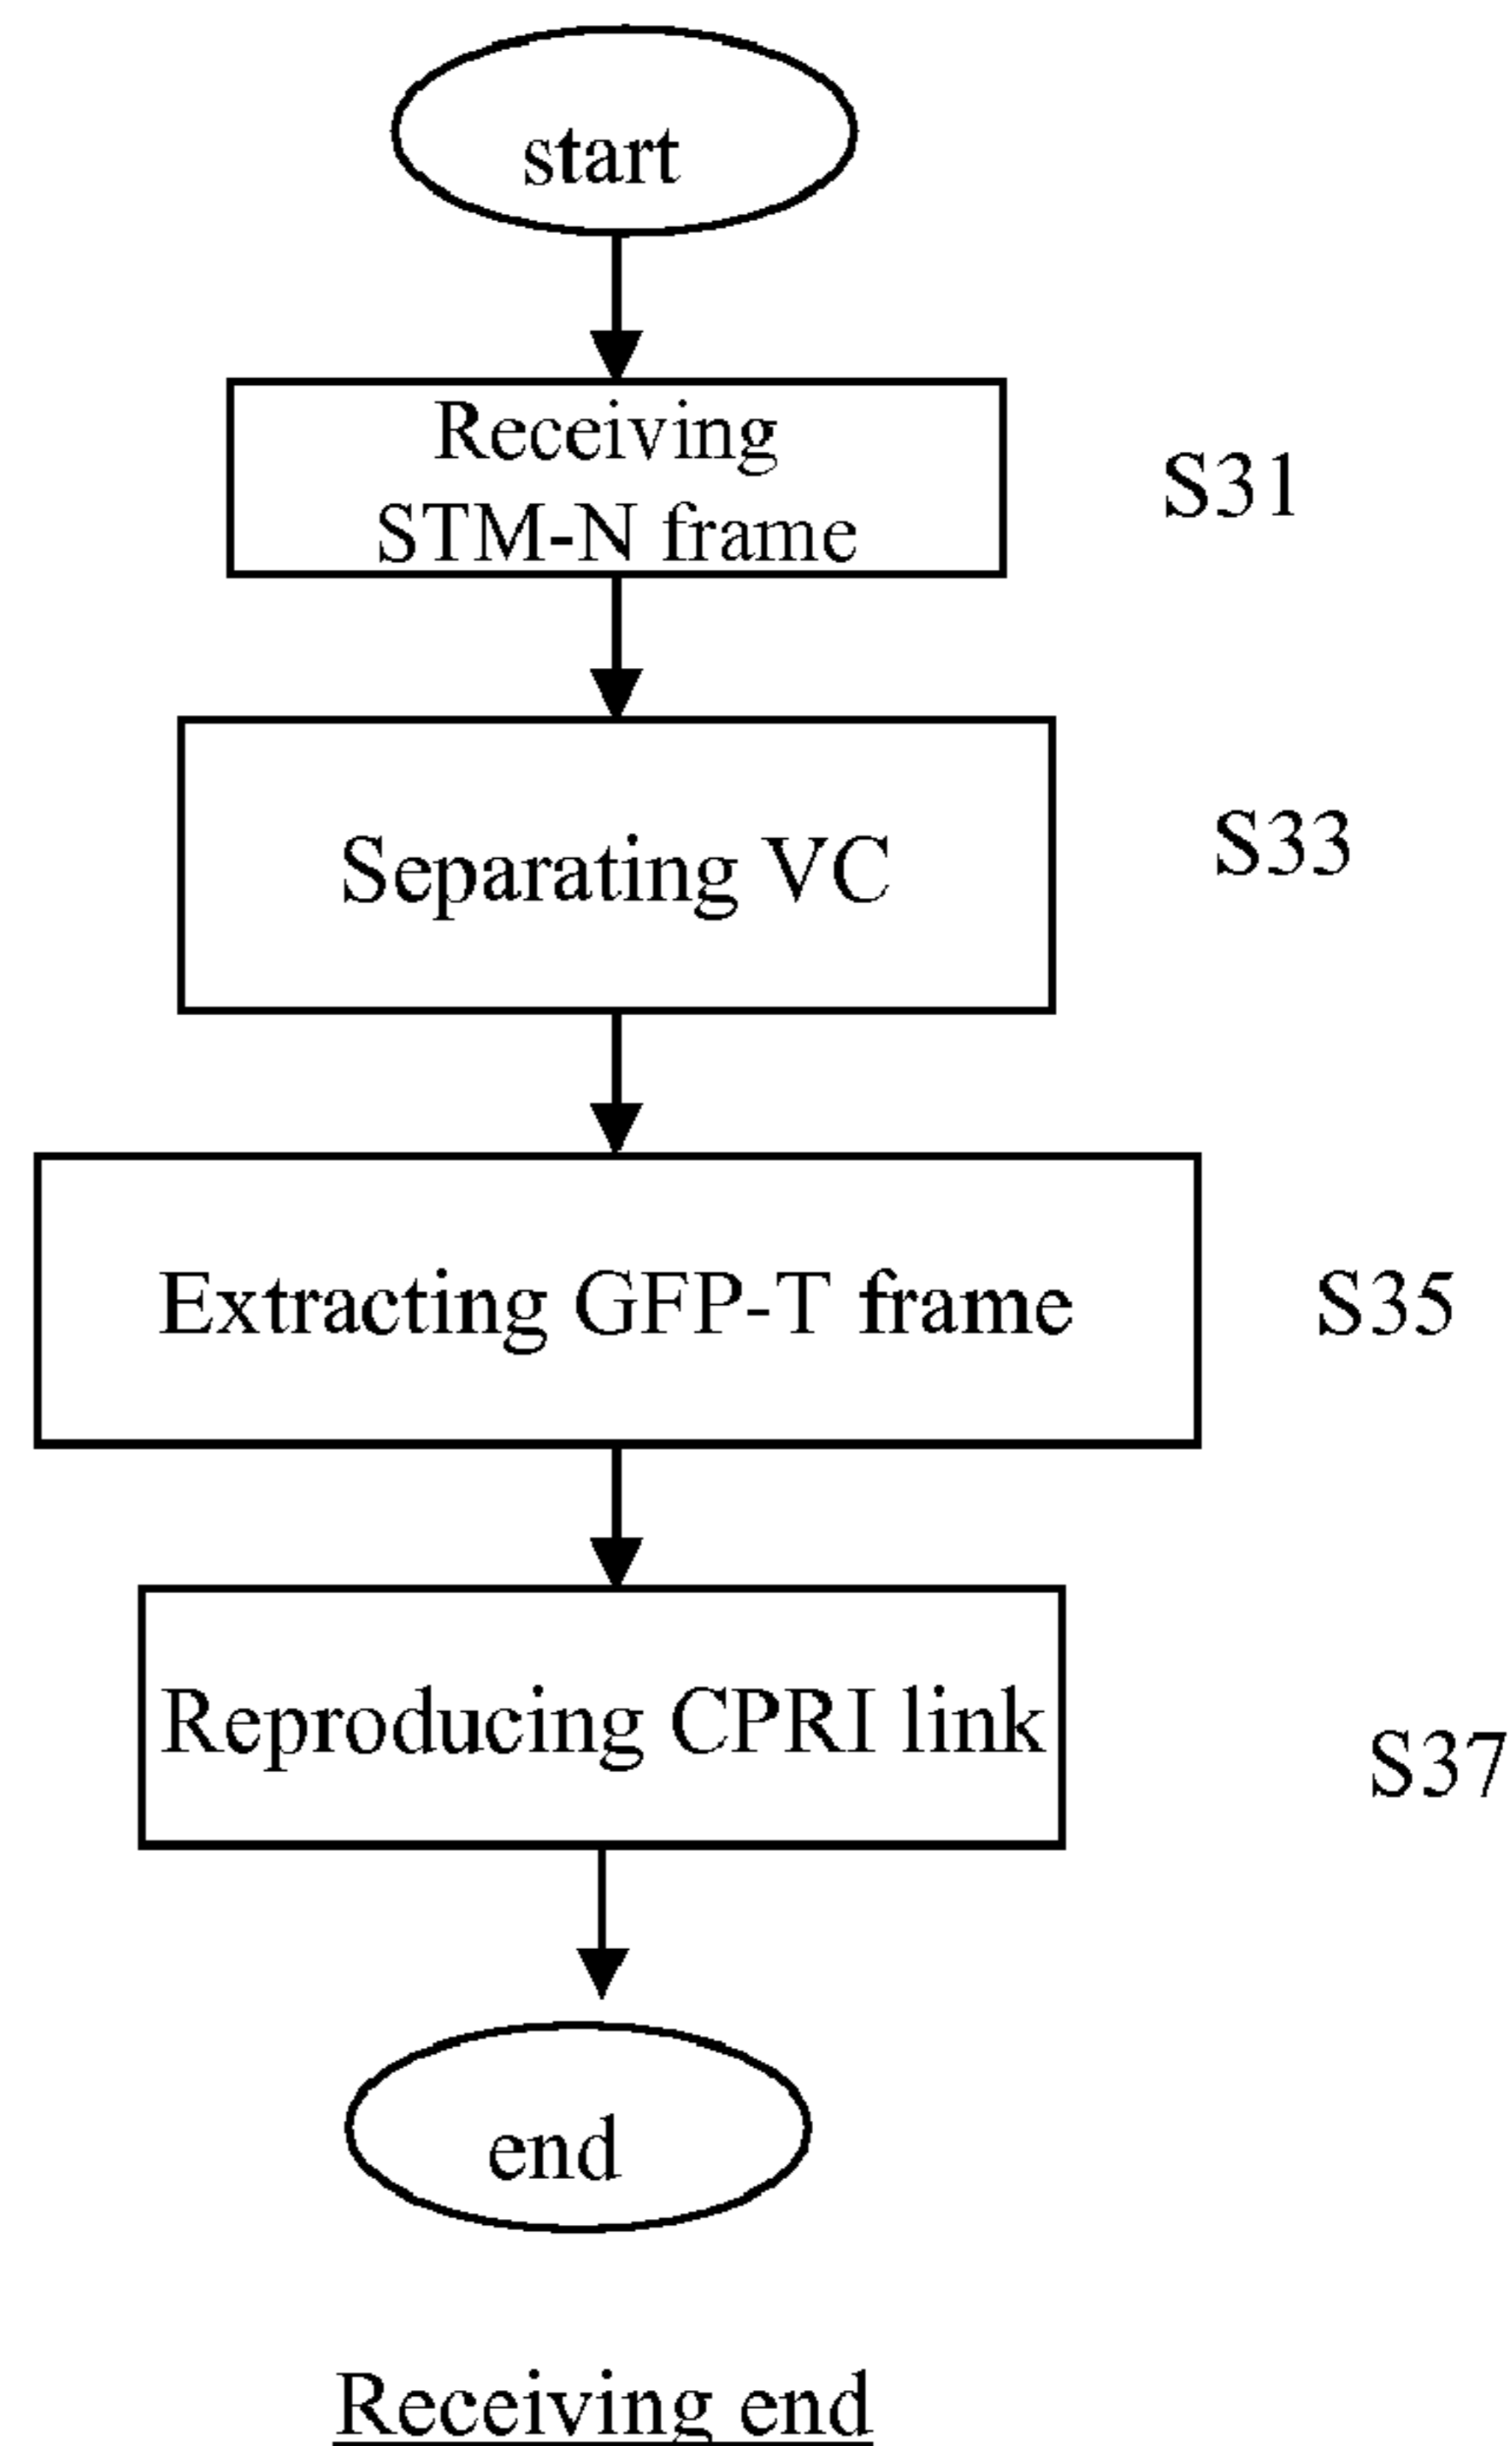 start
Receiving
STM-N frame
S31
Separating VC
S33
Extracting GFP-T frame
S35
Reproducing CPRI link
S37
end
Receiving end